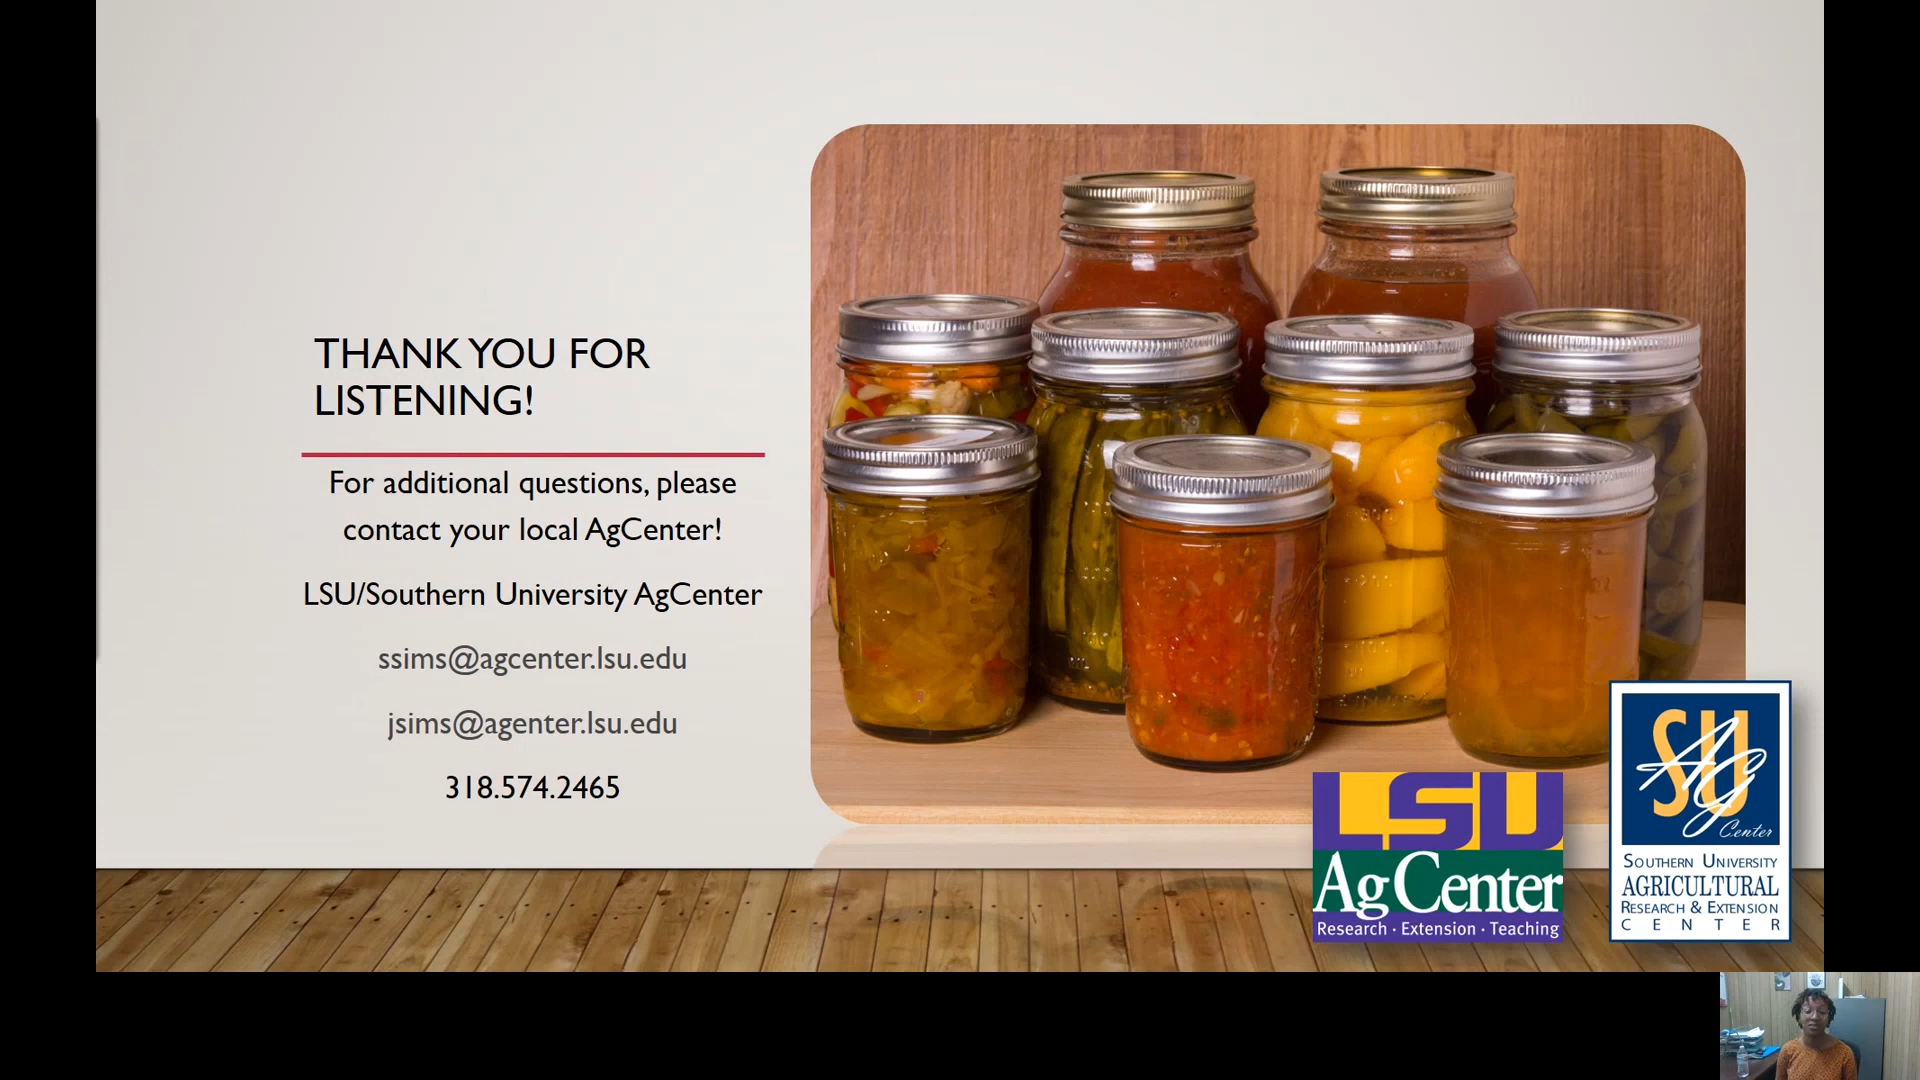 THANK YOU FOR
LISTENING!
For additional questions, please
contact your local AgCenter!
LSU/Southern University AgCenter
ssims@agcenter.lsu.edu
jsims@agenter.lsu.edu
318.574.2465
LSU
AgCenter
Research · Extension · Teaching
SU
Ag
Center
SOUTHERN UNIVERSITY
AGRICULTURAL
RESEARCH & EXTENSION
CENTER